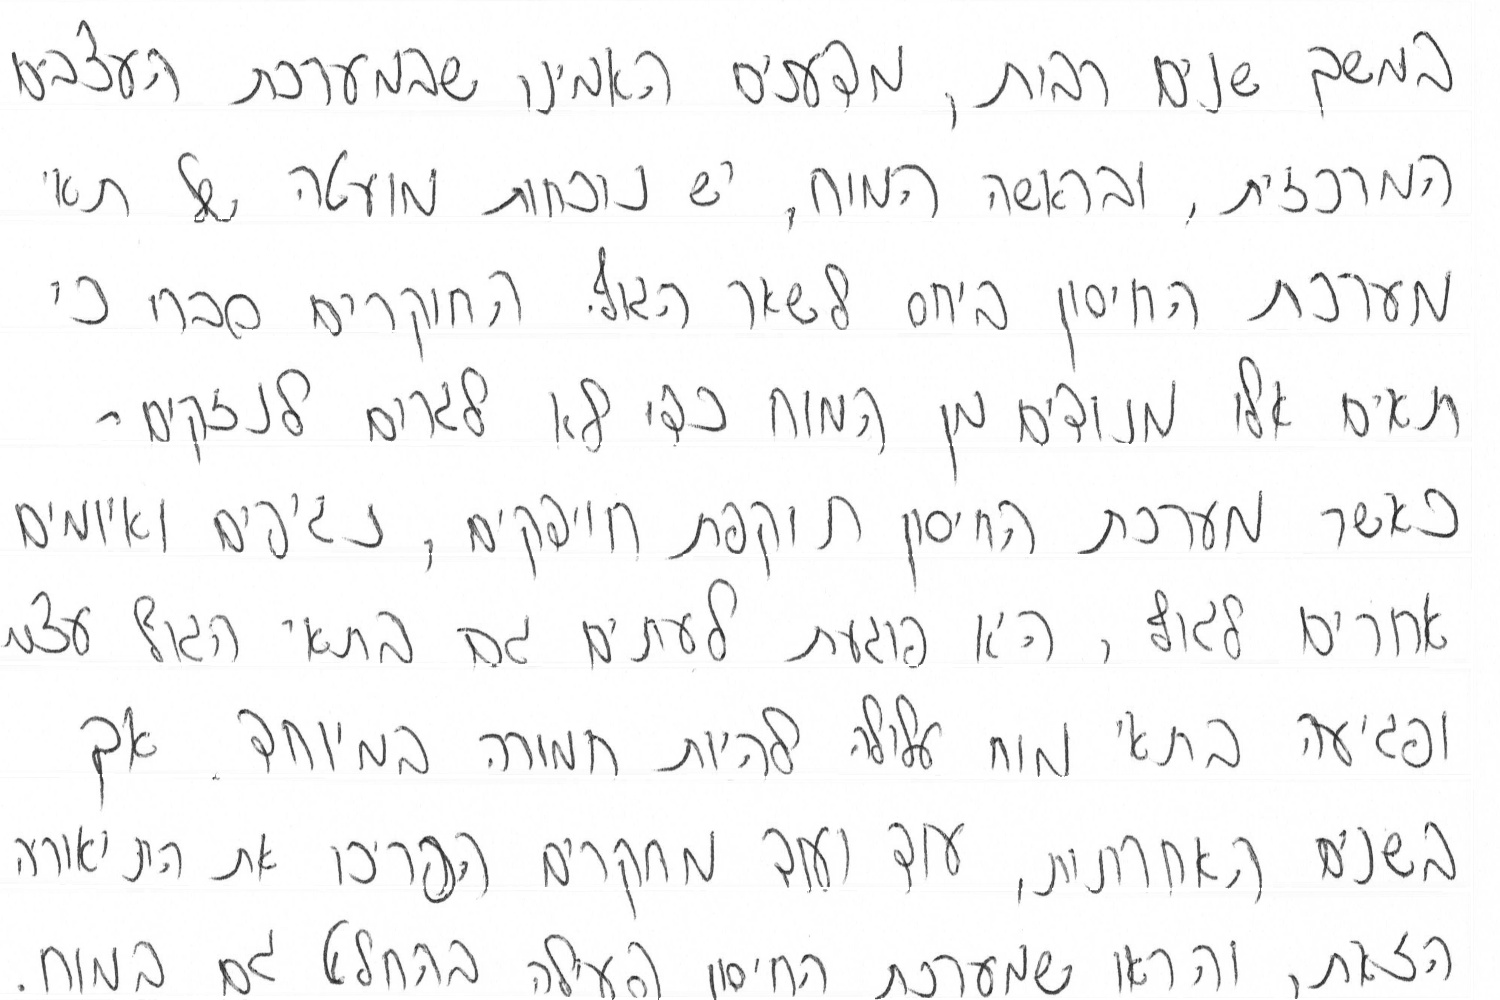 במשך שנים רבות, מדענים האמינו שבמערכת העצבים
המרכזית, ובראשה המוח, יש נוכחות מועטה של תאי
מערכת החיסון ביחס לשאר הגוף. החוקרים סברו כי
תאים אלו מנודים מן המוח כדי לא לגרום לנזקים -
כאשר מערכת החיסון תוקפת חיידקים, נגיפים ואיומים
אחרים לגוף, היא פוגעת לעתים גם בתאי הגוף עצמו
ופגיעה בתאי מוח עלולה להיות חמורה במיוחד. אך
בשנים האחרונות, עוד ועוד מחקרים הפריכו את התיאוריה
הזאת, והראו שמערכת החיסון פעילה בהחלט גם במוח.